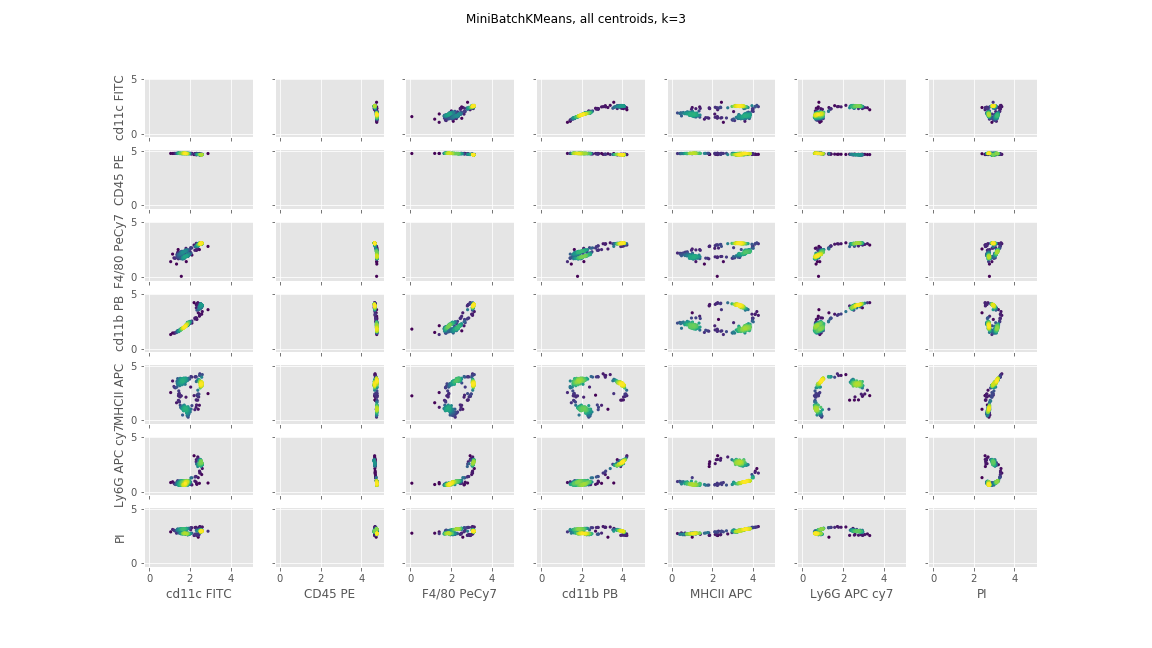 MiniBatchKMeans, all centroids, k=3
cd11c FITC
5
0
CD45 PE
5
0
F4/80 PeCy7
5
0
cd11b PB
5
0
MHCII APC
5
0
Ly6G APC cy7
5
0
PI
5
0
0 2 4 0 2 4 0 2 4 0 2 4 0 2 4 0 2 4 0 2 4
cd11c FITC CD45 PE F4/80 PeCy7 cd11b PB MHCII APC Ly6G APC cy7 PI